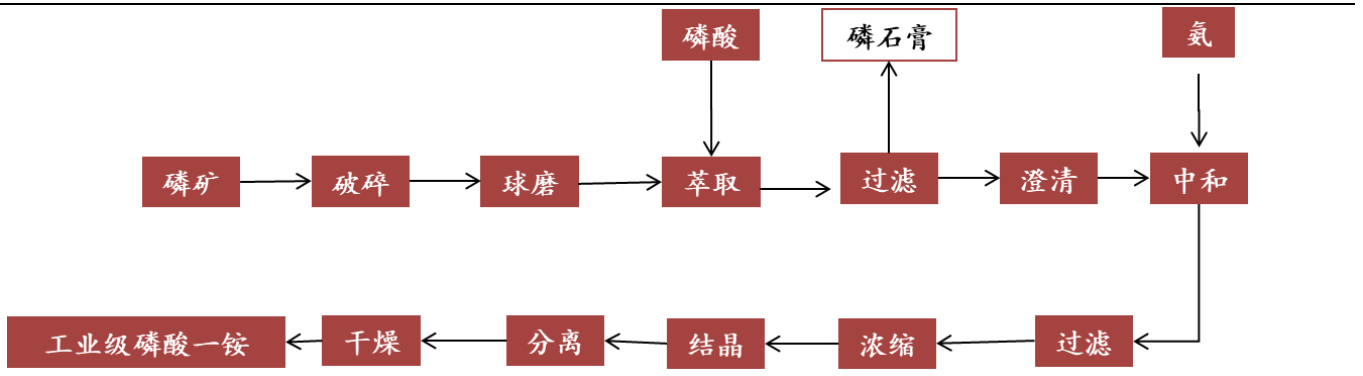 磷酸
磷石膏
氨
磷矿
破碎
球磨
萃取
过滤
澄清
中和
工业级磷酸一铵
干燥
分离
结晶
浓缩
过滤